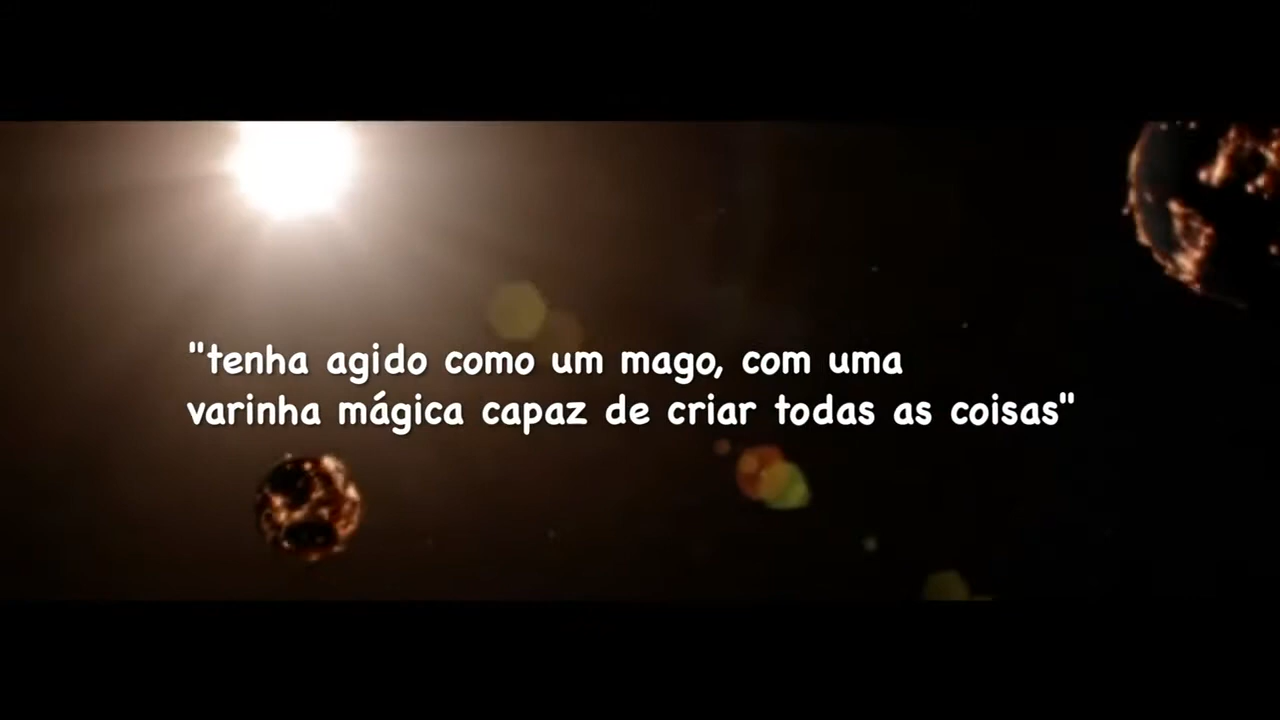 "tenha agido como um mago, com uma
varinha mágica capaz de criar todas as coisas"